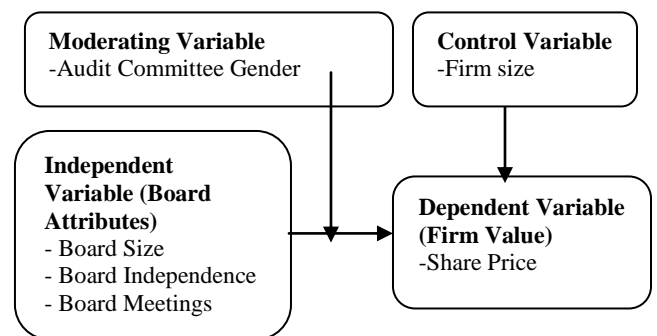 Moderating Variable
-Audit Committee Gender
Control Variable
-Firm size
Independent
Variable (Board
Attributes)
- Board Size
- Board Independence
- Board Meetings
Dependent Variable
(Firm Value)
-Share Price